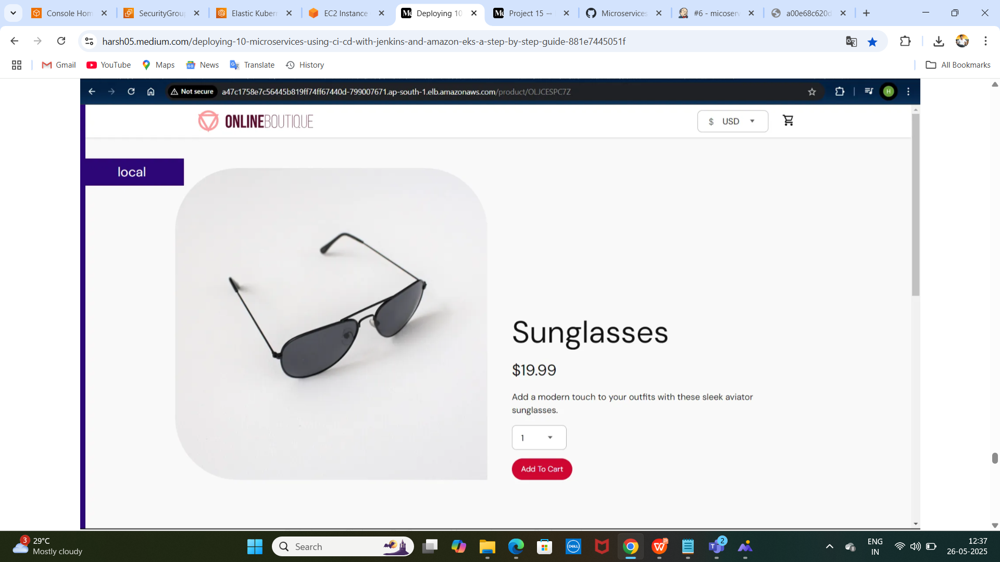 Console Hom
SecurityGrou
Elastic Kubern
EC2 Instance
Deploying 10
Project 15 —
Microservices
#6 - micoserv
a00e68c620d
harsh05.medium.com/deploying-10-microservices-using-ci-cd-with-jenkins-and-amazon-eks-a-step-by-step-guide-881e7445051f
Gmail
YouTube
Maps
News
Translate
History
All Bookmarks
Not secure
a47c1758e7c56445b819ff74ff67440d-799007671.ap-south-1.elb.amazonaws.com/product/OLJCESPC7Z
H
ONLINEBOUTIQUE
$ USD
local
Sunglasses
$19.99
Add a modern touch to your outfits with these sleek aviator
sunglasses.
1
Add To Cart
3
29°C
Mostly cloudy
Search
DELL
2
ENG
IN
12:37
26-05-2025